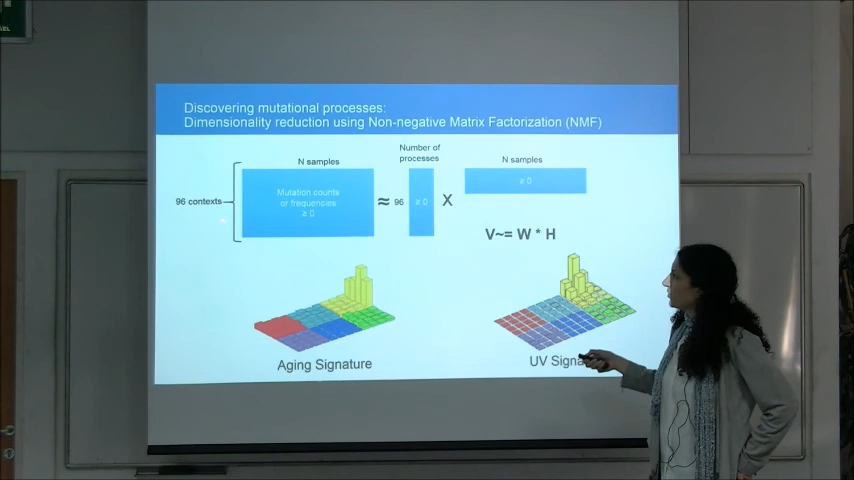 Discovering mutational processes:
Dimensionality reduction using Non-negative Matrix Factorization (NMF)
N samples
Number of
processes
N samples
96 contexts
Mutation counts
or frequencies
≥ 0
≈ 96
≥ 0
X
≥ 0
V~= W * H
Aging Signature
UV